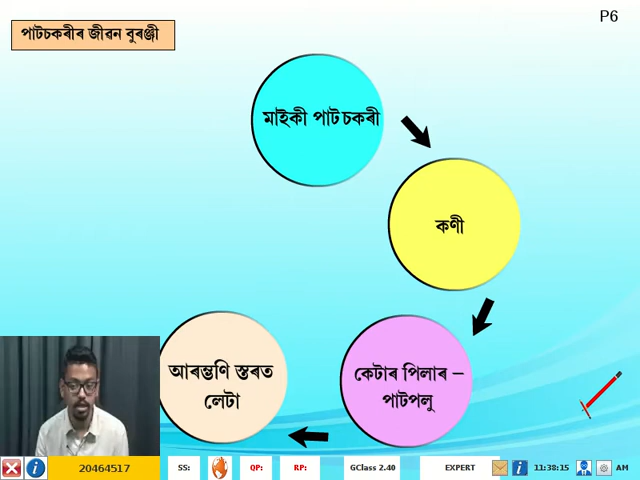 P6
পাটচকৰীৰ জীৱন বুৰঞ্জী
মাইকী পাটচকৰী
কণী
কেটাৰ পিলাৰ –
পাটপলু
আৰম্ভণি স্তৰত
লেটা
20464517
SS:
QP:
RP:
GClass 2.40
EXPERT
11:38:15
AM